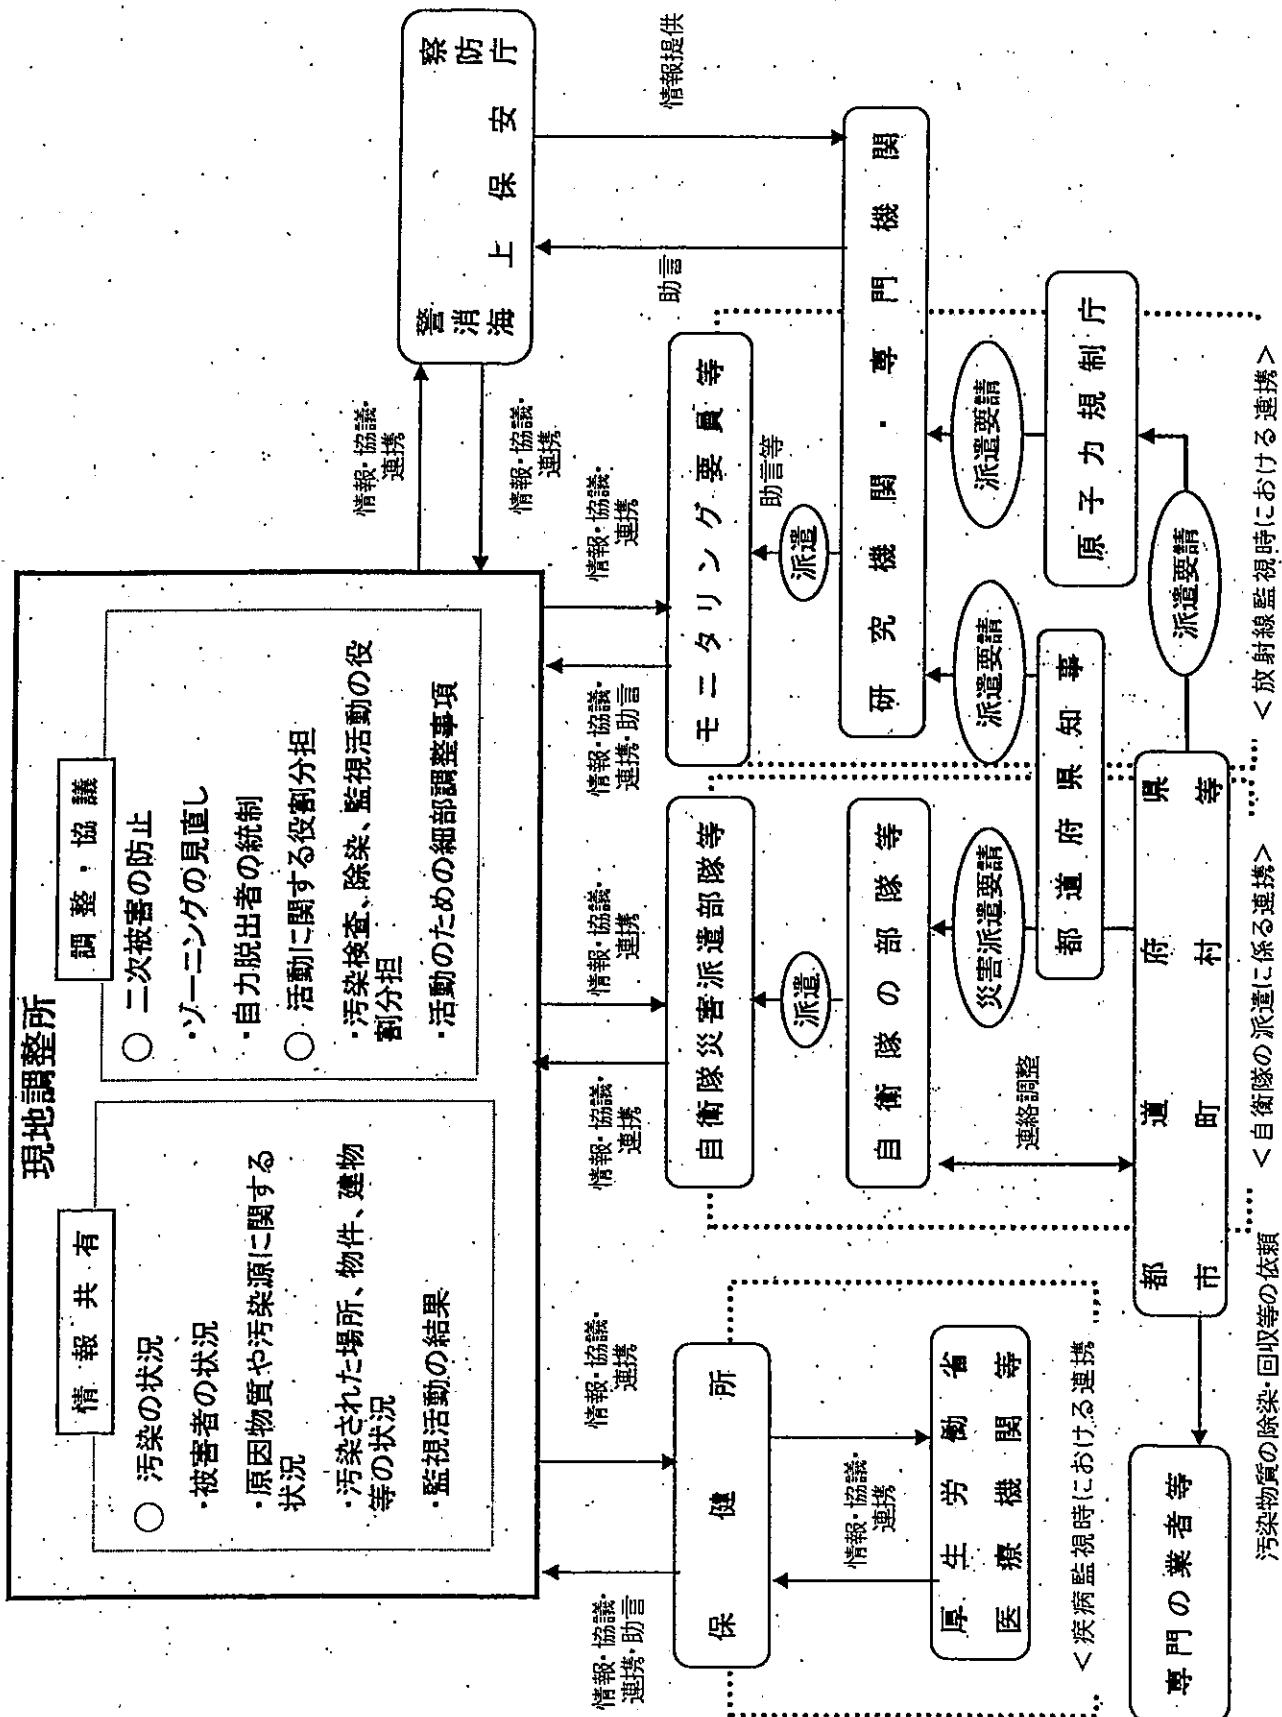 現地調整所
情報共有
○ 汚染の状況
・被害者の状況
・原因物質や汚染源に関する
状況
・汚染された場所、物件、建物
等の状況
・監視活動の結果
調整・協議
○ 二次被害の防止
・ゾーニングの見直し
・自力脱出者の統制
○ 活動に関する役割分担
・汚染検査、除染、監視活動の役
割分担
・活動のための細部調整事項
情報・協議・
連携・助言
情報・協議・
連携
情報・協議・
連携
情報・協議・
連携
情報・協議・
連携・助言
情報・協議・
連携
情報・協議・
連携
情報・協議・
連携
警察
消防
海上保安庁
保健所
情報・協議・
連携
厚生労働省
医療機関等
<疾病監視時における連携>
自衛隊災害派遣部隊等
派遣
自衛隊の部隊等
災害派遣要請
連絡調整
モニタリング要員等
派遣
助言等
助言
情報提供
研究機関・専門機関
派遣要請
派遣要請
都道府県知事
原子力規制庁
派遣要請
都道府県
市町村等
専門の業者等
汚染物質の除染・回収等の依頼
<自衛隊の派遣に係る連携>
<放射線監視時における連携>